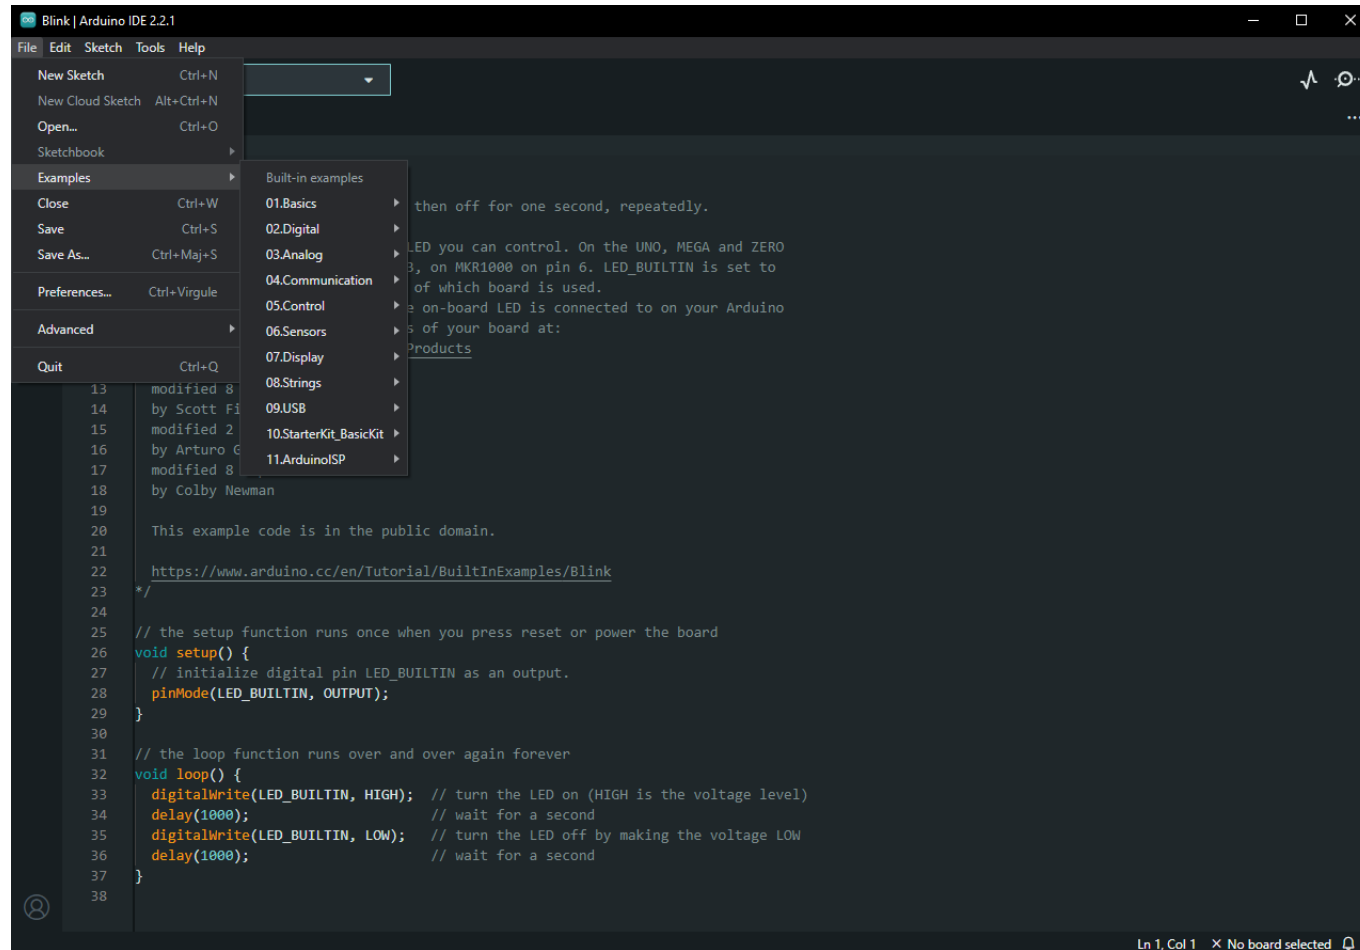 Blink | Arduino IDE 2.2.1
File Edit Sketch Tools Help
New Sketch Ctrl+N
New Cloud Sketch Alt+Ctrl+N
Open... Ctrl+O
Sketchbook
Examples
Close Ctrl+W
Save Ctrl+S
Save As... Ctrl+Maj+S
Preferences... Ctrl+Virgule
Advanced
Quit Ctrl+Q
Built-in examples
01.Basics
02.Digital
03.Analog
04.Communication
05.Control
06.Sensors
07.Display
08.Strings
09.USB
10.StarterKit_BasicKit
11.ArduinoISP
then off for one second, repeatedly.
LED you can control. On the UNO, MEGA and ZERO
3, on MKR1000 on pin 6. LED_BUILTIN is set to
of which board is used.
on-board LED is connected to on your Arduino
of your board at:
Products
13 modified 8
14 by Scott
15 modified 2
16 by Arturo
17 modified 8
18 by Colby Newman
19
20 This example code is in the public domain.
21
22 https://www.arduino.cc/en/Tutorial/BuiltInExamples/Blink
23 */
24
25 // the setup function runs once when you press reset or power the board
26 void setup() {
27 // initialize digital pin LED_BUILTIN as an output.
28 pinMode(LED_BUILTIN, OUTPUT);
29 }
30
31 // the loop function runs over and over again forever
32 void loop() {
33 digitalWrite(LED_BUILTIN, HIGH); // turn the LED on (HIGH is the voltage level)
34 delay(1000); // wait for a second
35 digitalWrite(LED_BUILTIN, LOW); // turn the LED off by making the voltage LOW
36 delay(1000); // wait for a second
37 }
38
Ln 1, Col 1 × No board selected